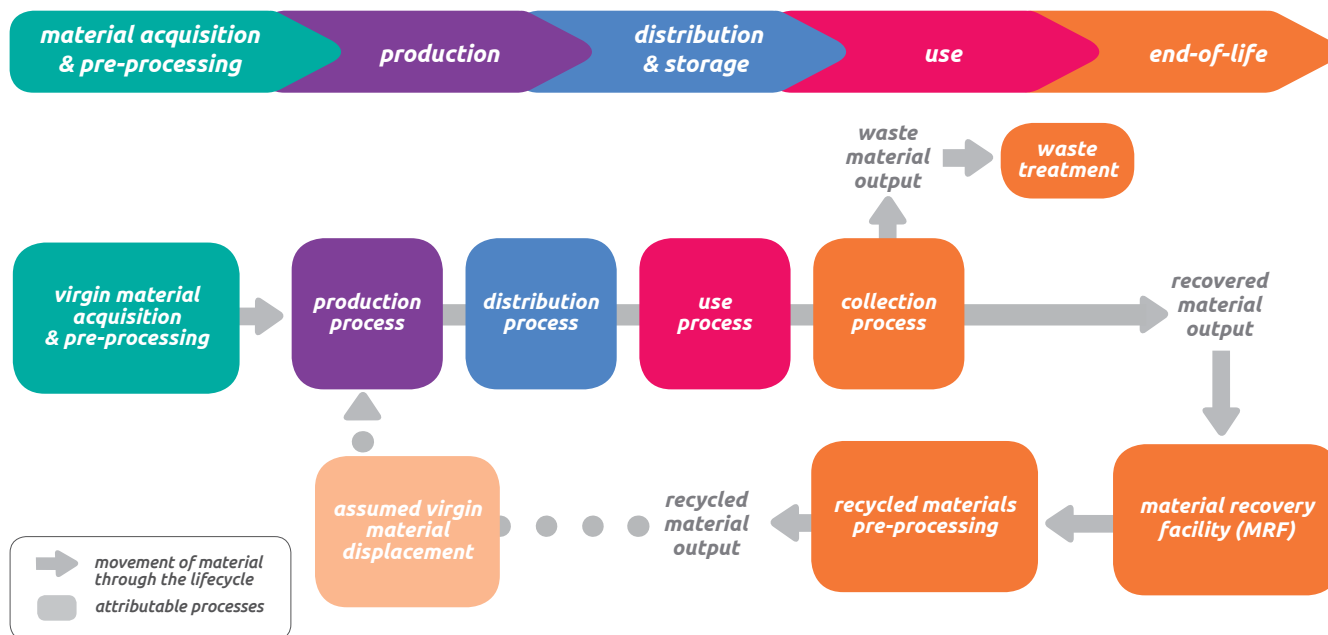 material acquisition
& pre-processing
production
distribution
& storage
use
end-of-life
waste
material
output
waste
treatment
virgin material
acquisition
& pre-processing
production
process
distribution
process
use
process
collection
process
recovered
material
output
assumed virgin
material
displacement
recycled
material
output
recycled materials
pre-processing
material recovery
facility (MRF)
movement of material
through the lifecycle
attributable processes